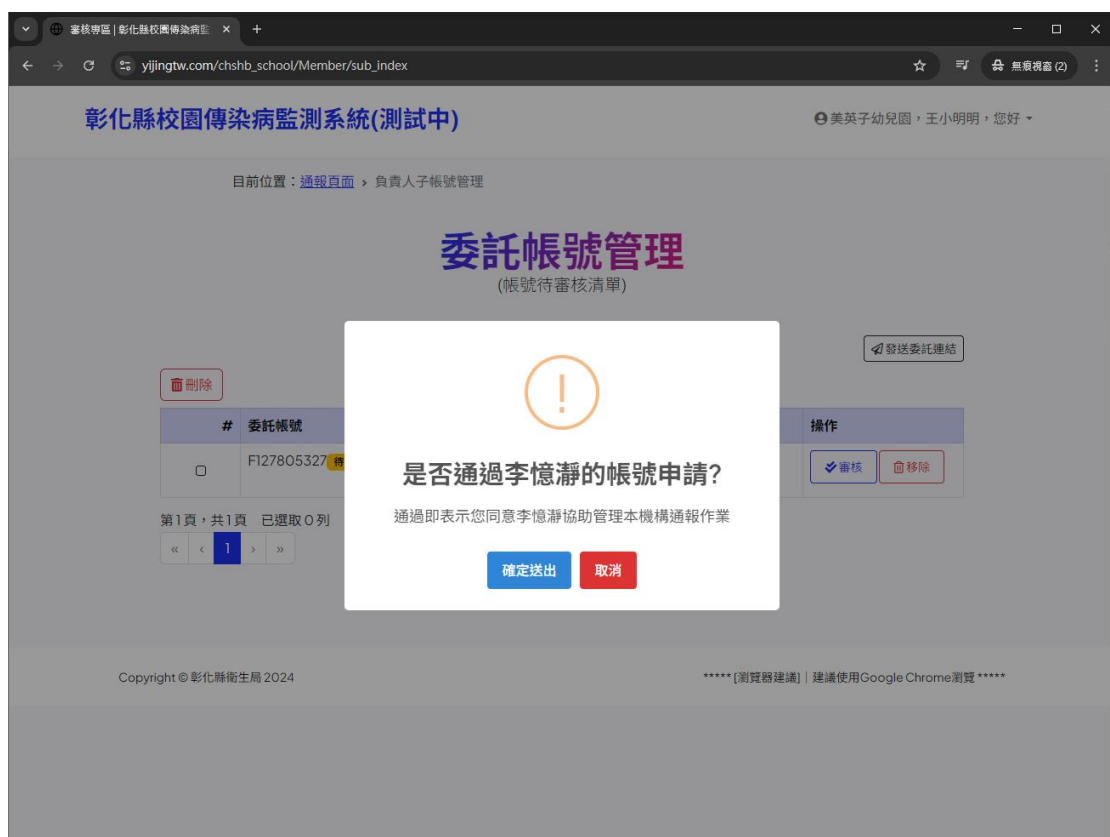 審核專區 | 彰化縣校園傳染病監
yijingtw.com/chshb_school/Member/sub_index
無痕視窗 (2)
彰化縣校園傳染病監測系統(測試中)
美英子幼兒園，王小明明，您好
目前位置：通報頁面 › 負責人子帳號管理
委託帳號管理
(帳號待審核清單)
發送委託連結
刪除
# 委託帳號 操作
F127805327 待
審核 移除
是否通過李憶瀞的帳號申請?
通過即表示您同意李憶瀞協助管理本機構通報作業
確定送出 取消
第1頁，共1頁 已選取0列
« ‹ 1 › »
Copyright © 彰化縣衛生局 2024
***** [瀏覽器建議]｜建議使用Google Chrome瀏覽 *****